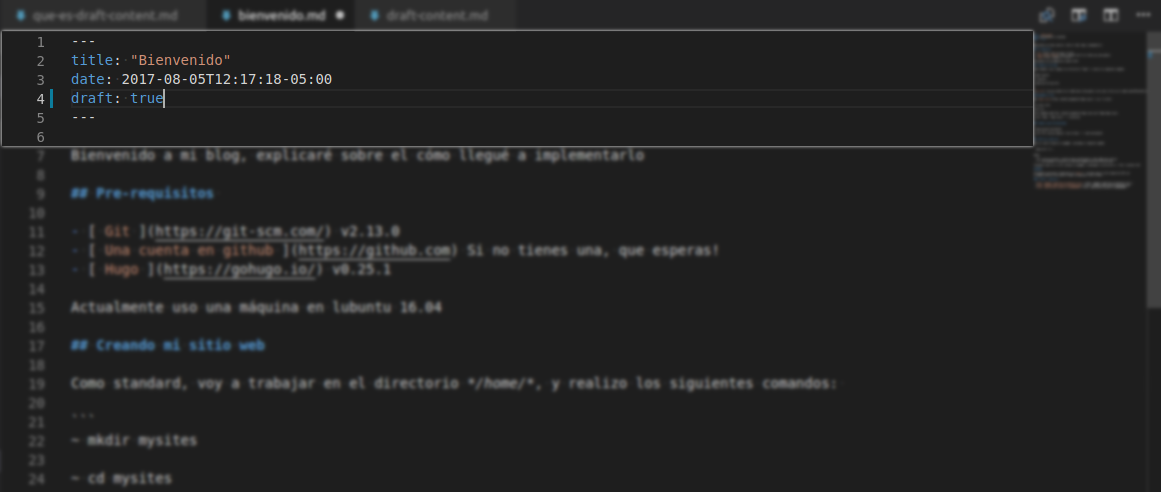 que-es-draft-content.md bienvenido.md draft-content.md
1 ---
2 title: "Bienvenido"
3 date: 2017-08-05T12:17:18-05:00
4 draft: true
5 ---
6
7 Bienvenido a mi blog, explicaré sobre el cómo llegué a implementarlo
8
9 ## Pre-requisitos
10
11 - [ Git ](https://git-scm.com/) v2.13.0
12 - [ Una cuenta en github ](https://github.com) Si no tienes una, que esperas!
13 - [ Hugo ](https://gohugo.io/) v0.25.1
14
15 Actualmente uso una máquina en lubuntu 16.04
16
17 ## Creando mi sitio web
18
19 Como standard, voy a trabajar en el directorio */home/*, y realizo los siguientes comandos:
20
21 ```
22 ~ mkdir mysites
23
24 ~ cd mysites